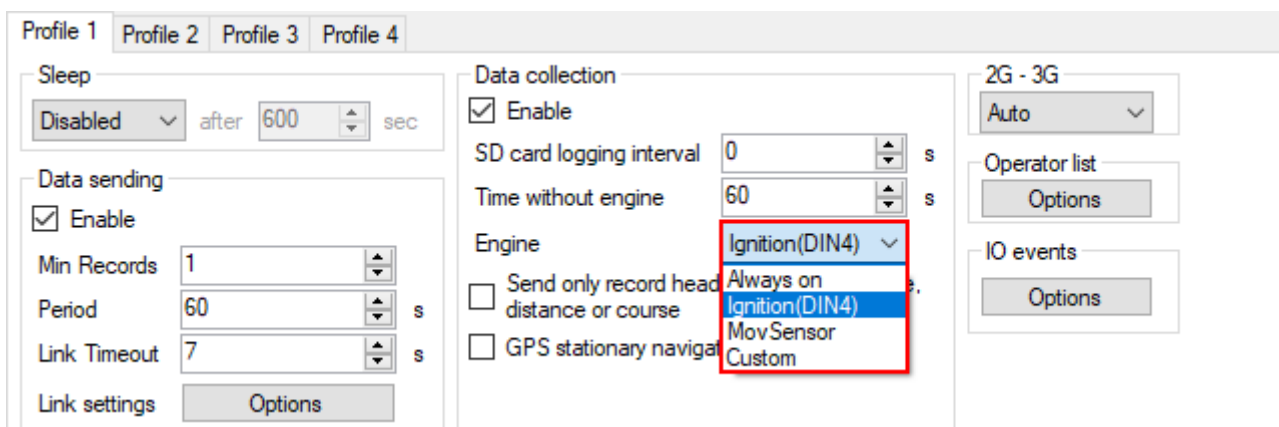 Profile 1 Profile 2 Profile 3 Profile 4
Sleep
Disabled after 600 sec
Data sending
Enable
Min Records 1
Period 60 s
Link Timeout 7 s
Link settings Options
Data collection
Enable
SD card logging interval 0 s
Time without engine 60 s
Engine Ignition(DIN4)
Always on
Ignition(DIN4)
MovSensor
Custom
Send only record head
distance or course
GPS stationary navigat
2G - 3G
Auto
Operator list
Options
IO events
Options